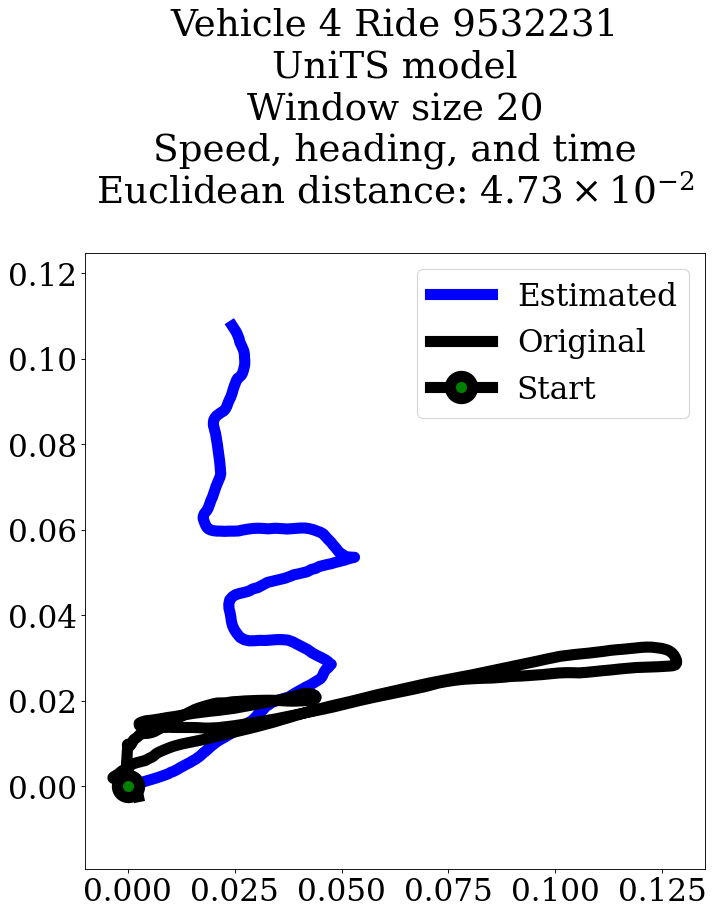 Vehicle 4 Ride 9532231
UniTS model
Window size 20
Speed, heading, and time
Euclidean distance: 4.73 × 10⁻²
0.12
0.10
0.08
0.06
0.04
0.02
0.00
Estimated
Original
Start
0.000 0.025 0.050 0.075 0.100 0.125